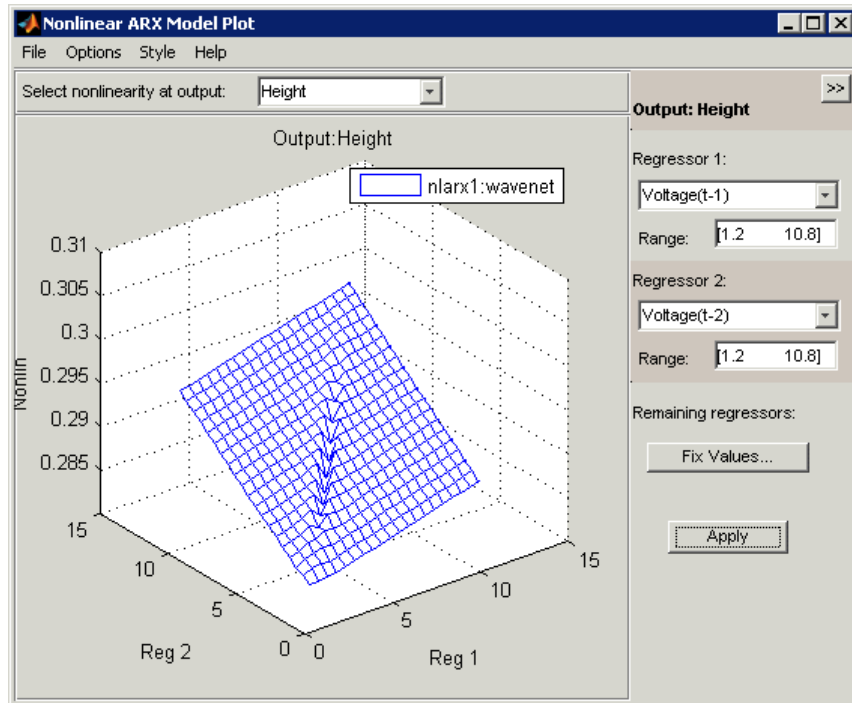 Nonlinear ARX Model Plot
File Options Style Help
Select nonlinearity at output: Height
>>
Output: Height
Output:Height
nlarx1:wavenet
Nonlin
0.31
0.305
0.3
0.295
0.29
0.285
15
10
5
0
Reg 2
0
5
10
15
Reg 1
Regressor 1:
Voltage(t-1)
Range: [1.2 10.8]
Regressor 2:
Voltage(t-2)
Range: [1.2 10.8]
Remaining regressors:
Fix Values...
Apply